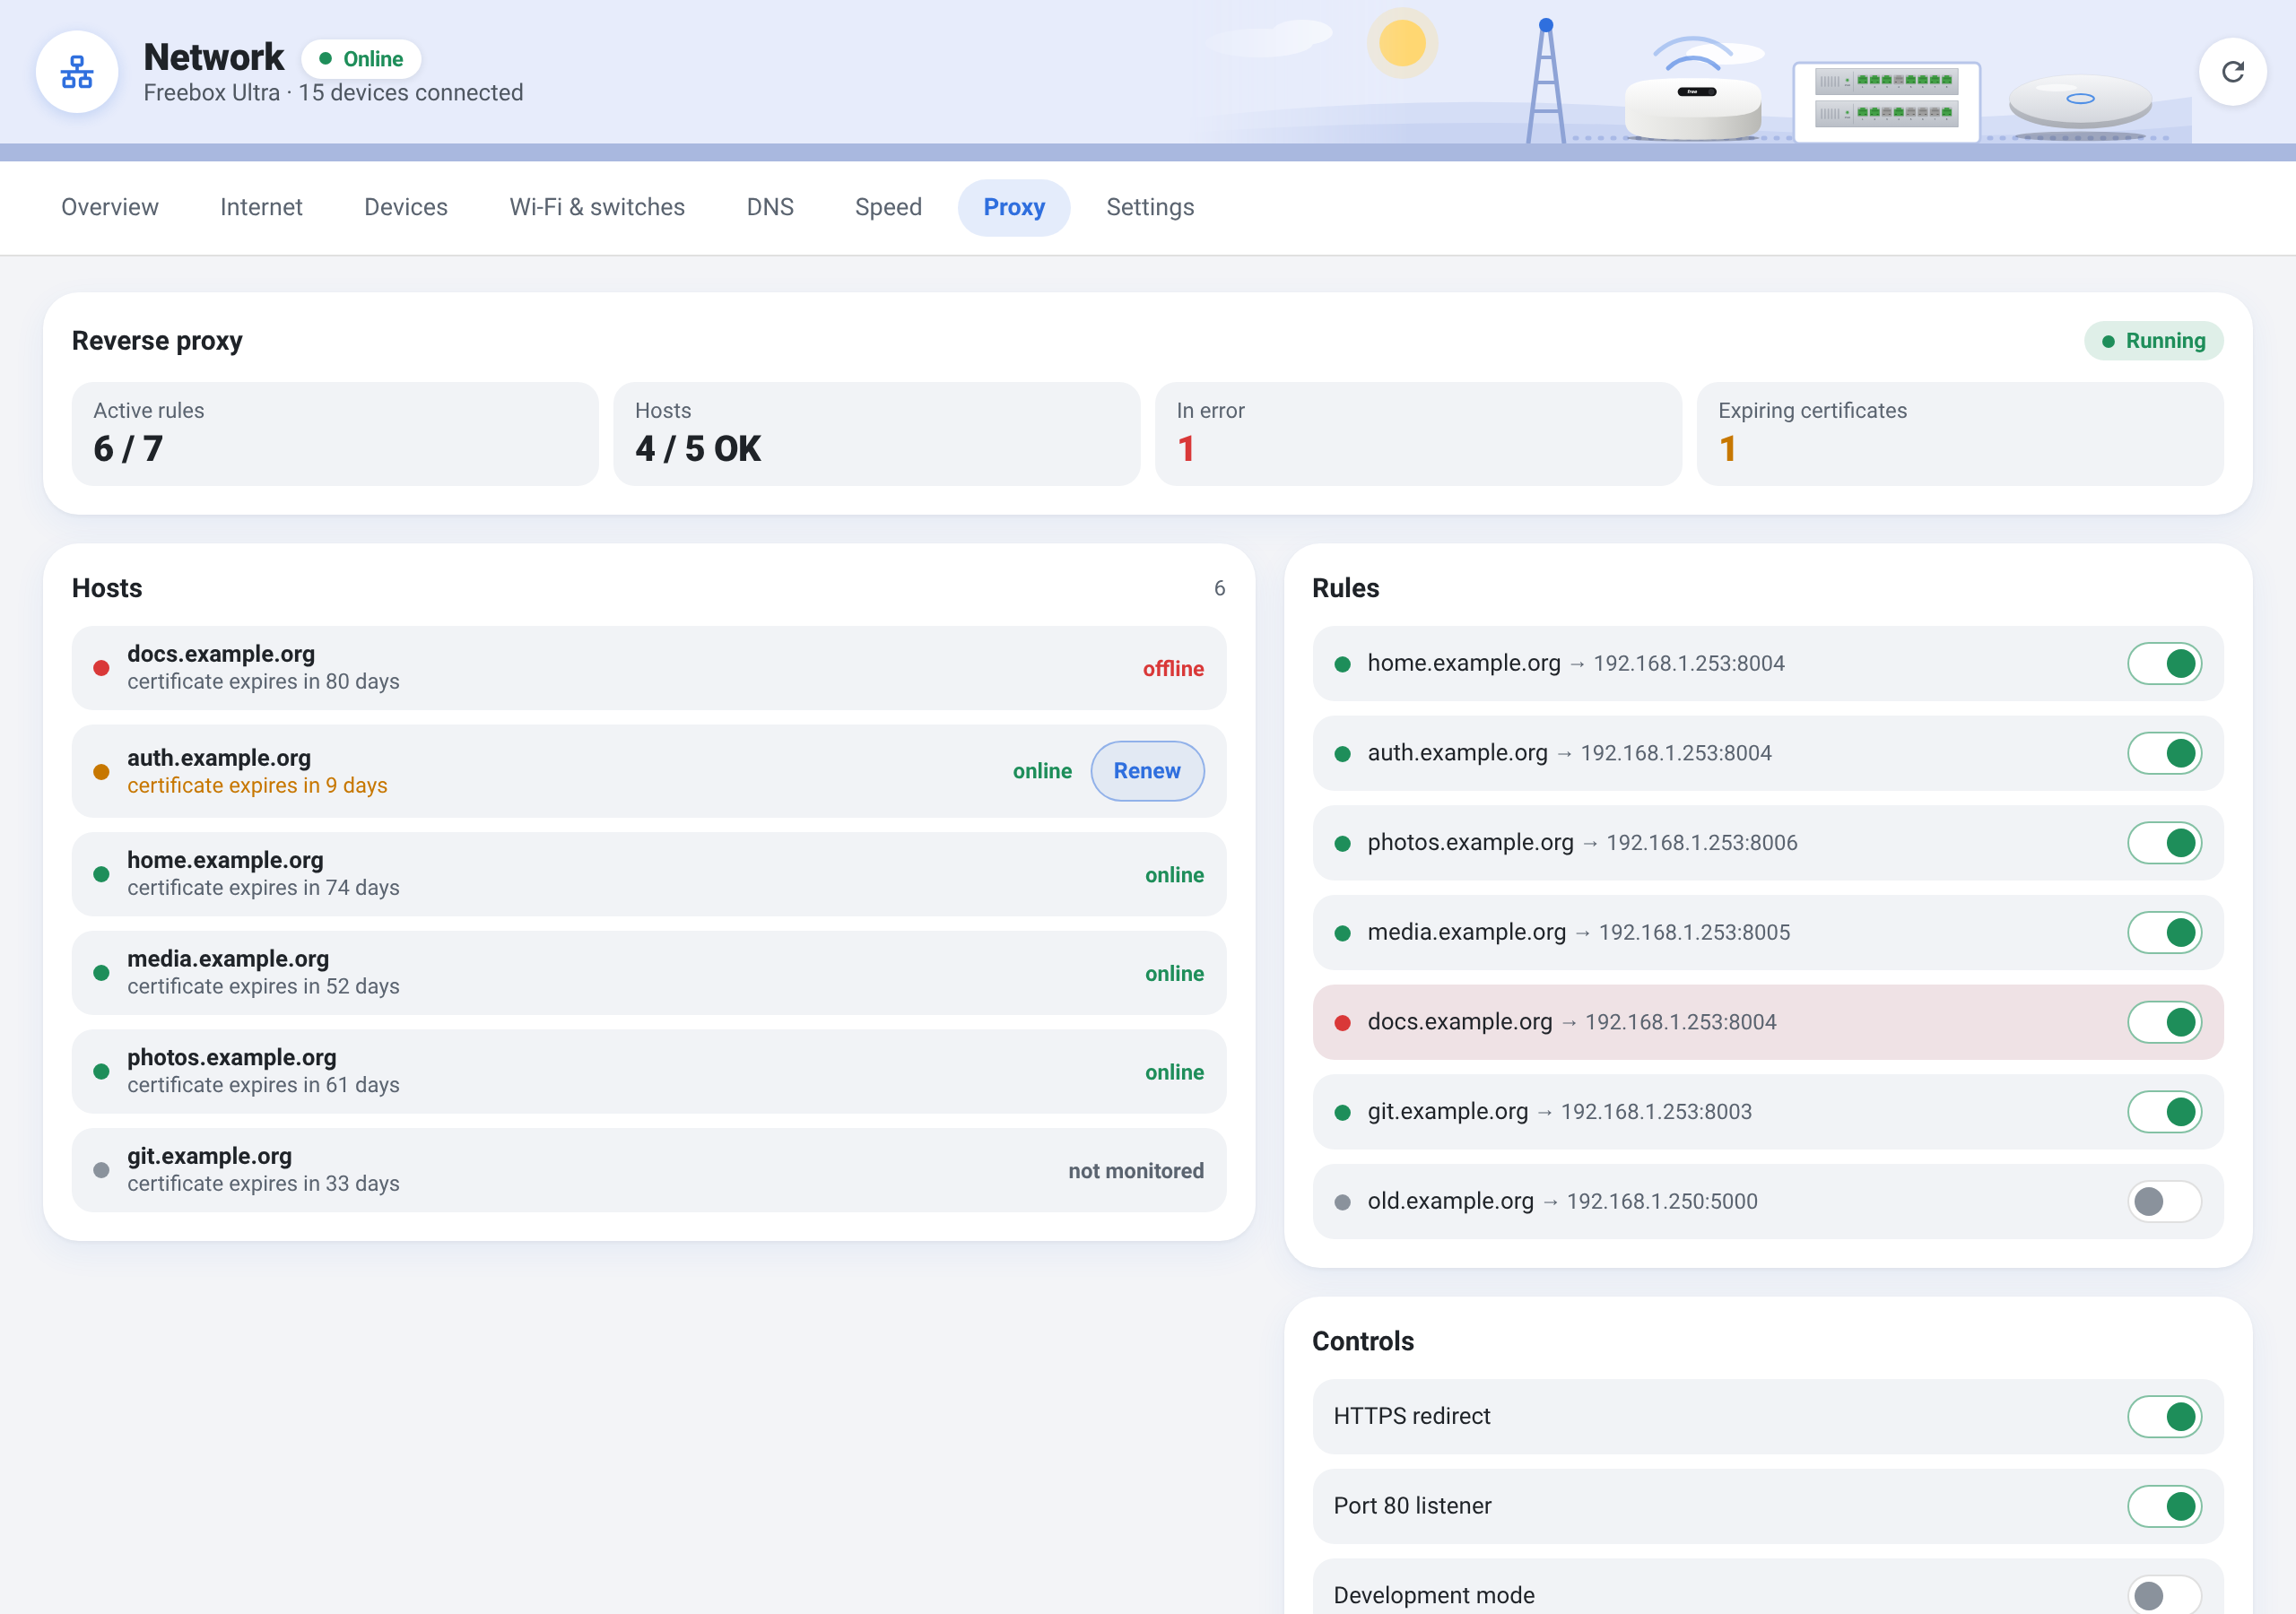 Network
Online
Freebox Ultra · 15 devices connected
free
Overview
Internet
Devices
Wi-Fi & switches
DNS
Speed
Proxy
Settings
Reverse proxy
Running
Active rules
6 / 7
Hosts
4 / 5 OK
In error
1
Expiring certificates
1
Hosts
6
docs.example.org
certificate expires in 80 days
offline
auth.example.org
certificate expires in 9 days
online
Renew
home.example.org
certificate expires in 74 days
online
media.example.org
certificate expires in 52 days
online
photos.example.org
certificate expires in 61 days
online
git.example.org
certificate expires in 33 days
not monitored
Rules
home.example.org → 192.168.1.253:8004
auth.example.org → 192.168.1.253:8004
photos.example.org → 192.168.1.253:8006
media.example.org → 192.168.1.253:8005
docs.example.org → 192.168.1.253:8004
git.example.org → 192.168.1.253:8003
old.example.org → 192.168.1.250:5000
Controls
HTTPS redirect
Port 80 listener
Development mode